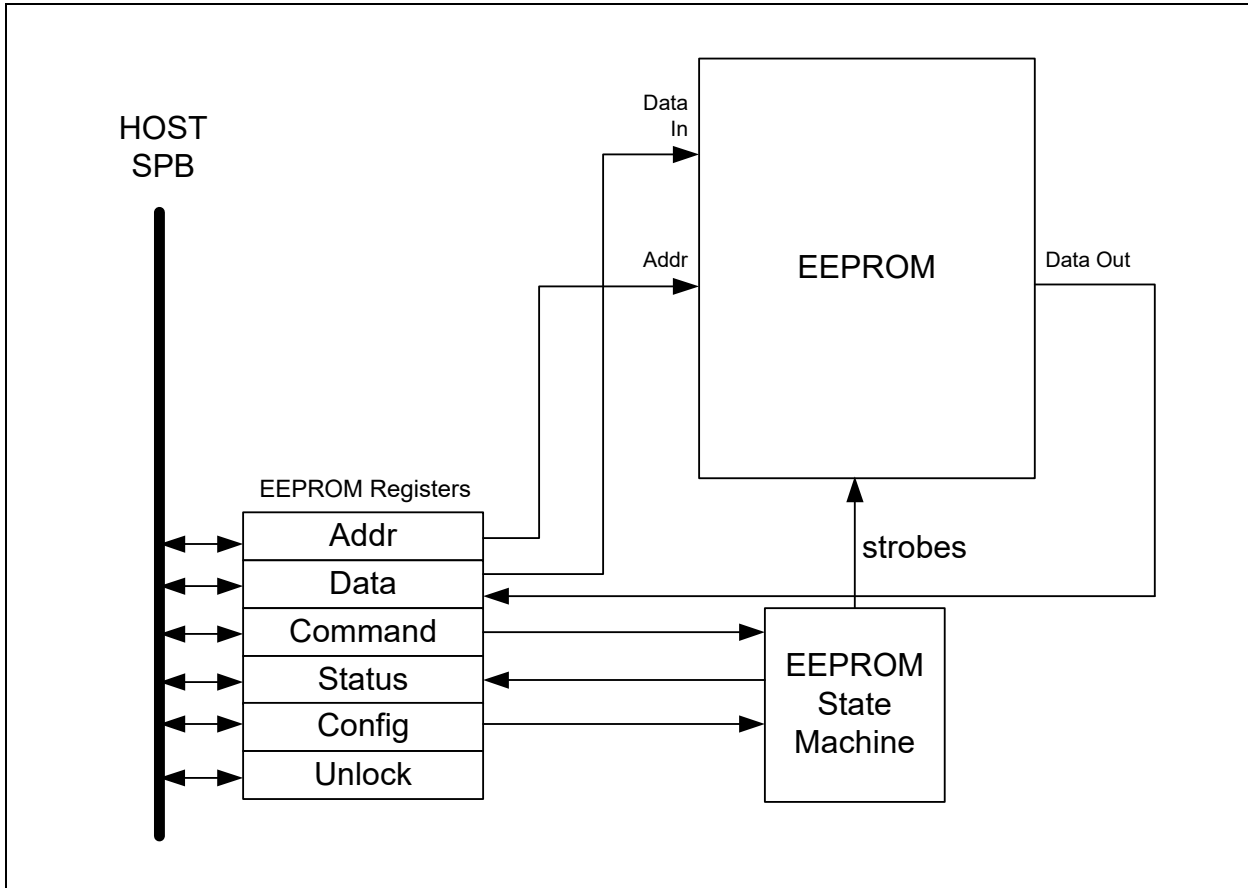 HOST
SPB
Data
In
Addr
EEPROM
Data Out
EEPROM Registers
Addr
Data
Command
Status
Config
Unlock
strobes
EEPROM
State
Machine